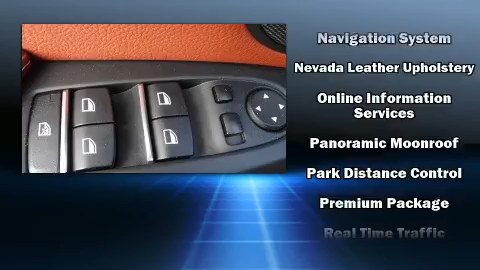 Navigation System
Nevada Leather Upholstery
Online Information
Services
Panoramic Moonroof
Park Distance Control
Premium Package
Real Time Traffic